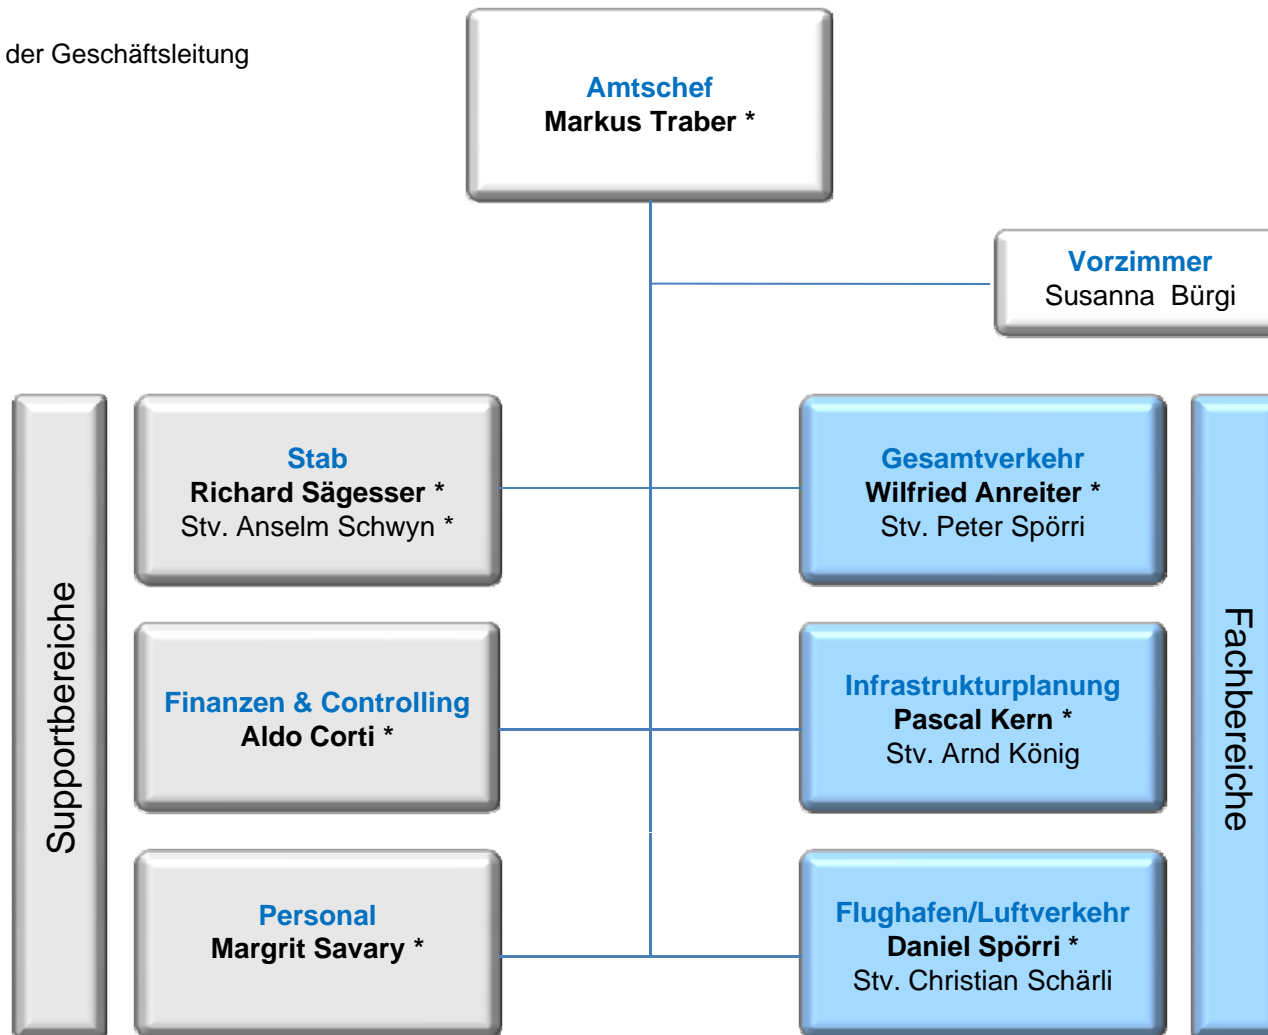 der Geschäftsleitung
Amtschef
Markus Traber *
Vorzimmer
Susanna Bürgi
Supportbereiche
Stab
Richard Sägesser *
Stv. Anselm Schwyn *
Finanzen & Controlling
Aldo Corti *
Personal
Margrit Savary *
Gesamtverkehr
Wilfried Anreiter *
Stv. Peter Spörri
Infrastrukturplanung
Pascal Kern *
Stv. Arnd König
Flughafen/Luftverkehr
Daniel Spörri *
Stv. Christian Schärli
Fachbereiche